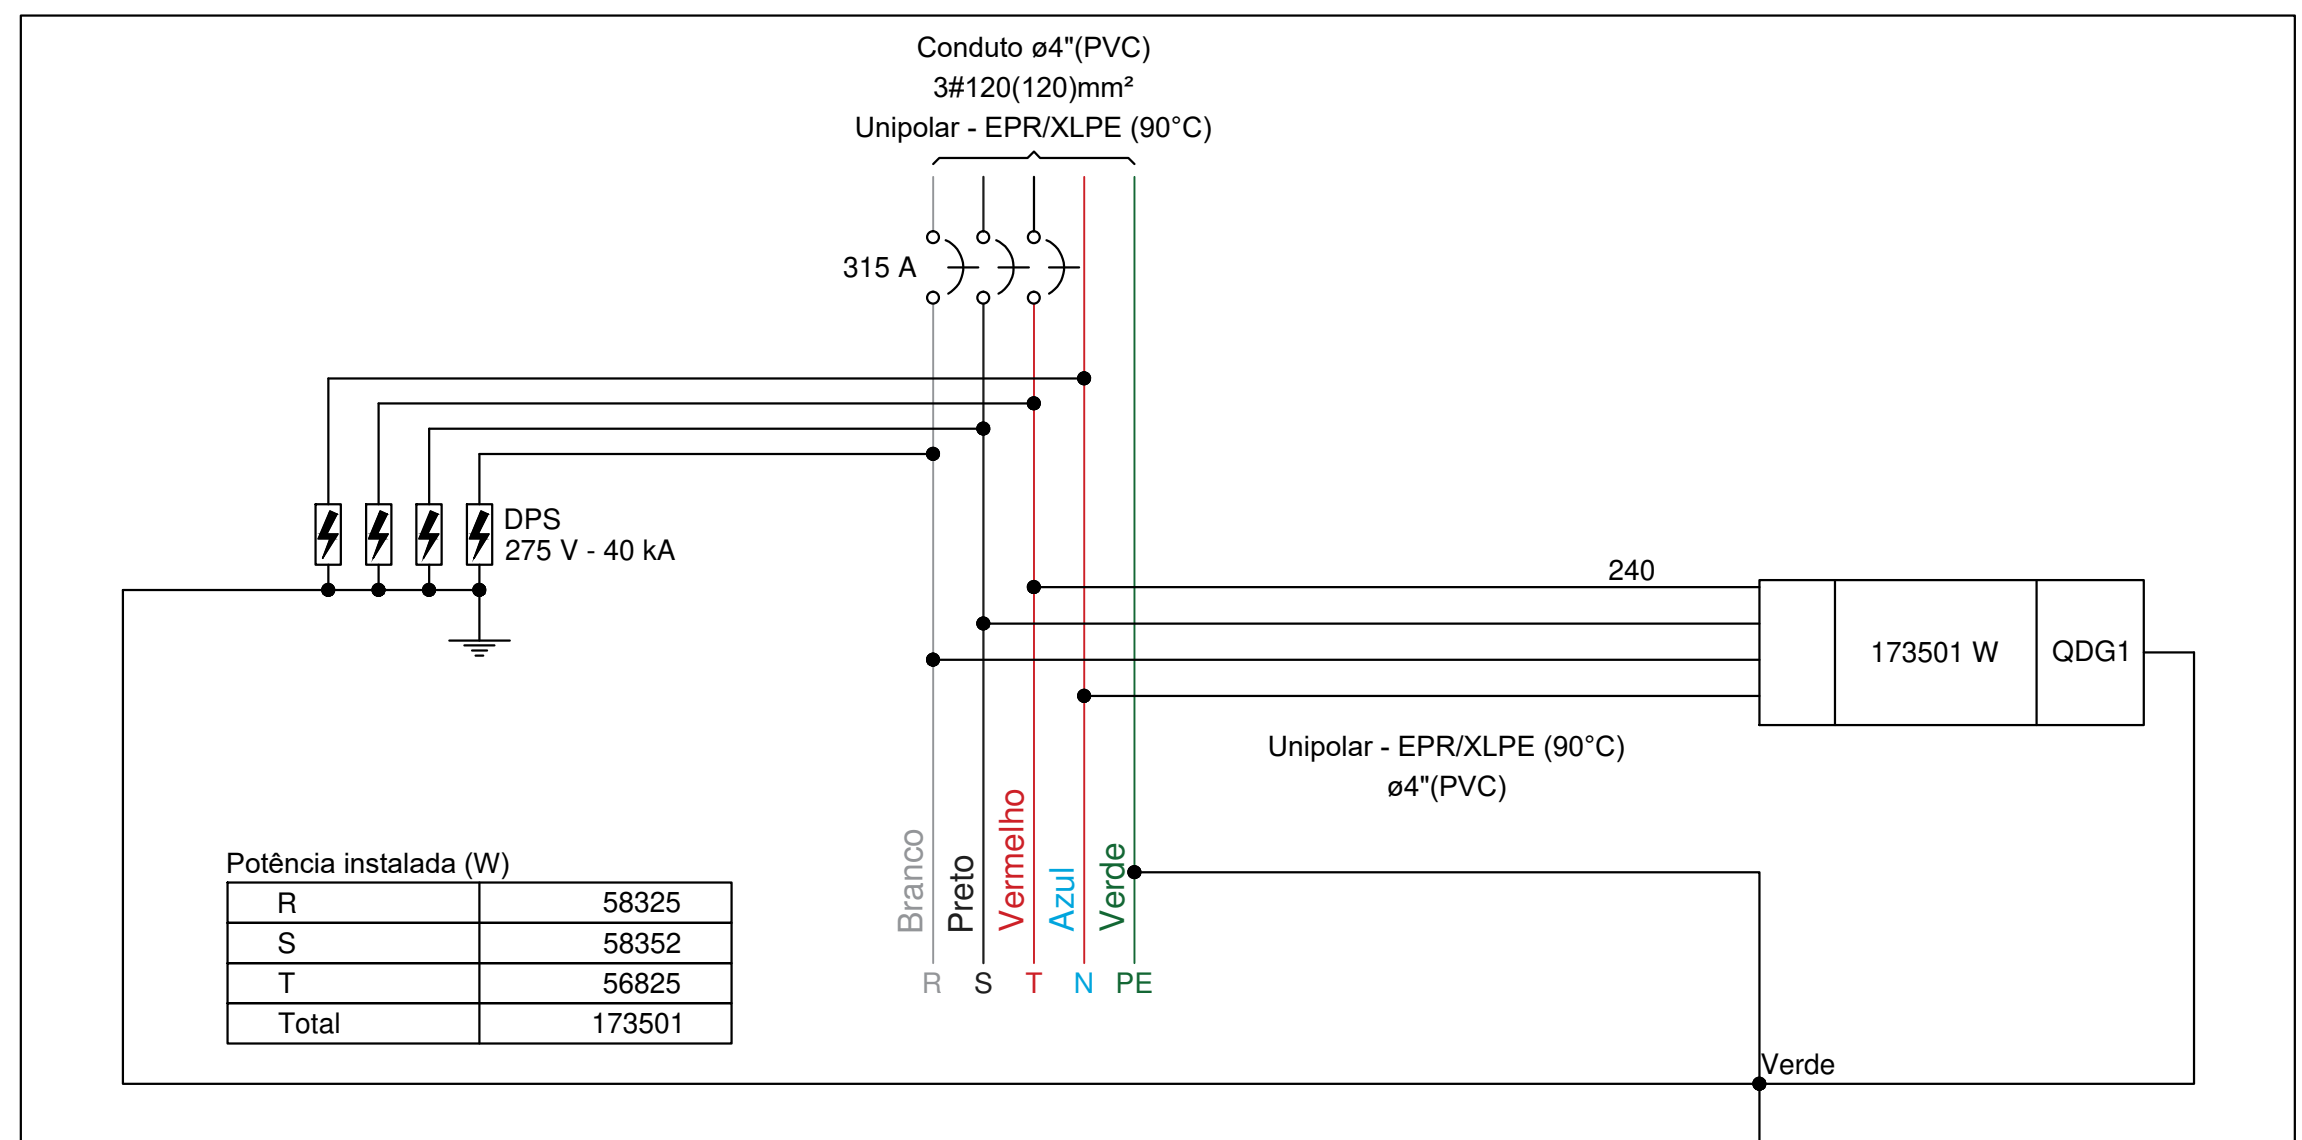 Conduto ø4"(PVC)
3#120(120)mm²
Unipolar - EPR/XLPE (90°C)
315 A
DPS
275 V - 40 kA
240
173501 W
QDG1
Unipolar - EPR/XLPE (90°C)
ø4"(PVC)
Branco
Preto
Vermelho
Azul
Verde
R S T N PE
Potência instalada (W)
R 58325
S 58352
T 56825
Total 173501
Verde